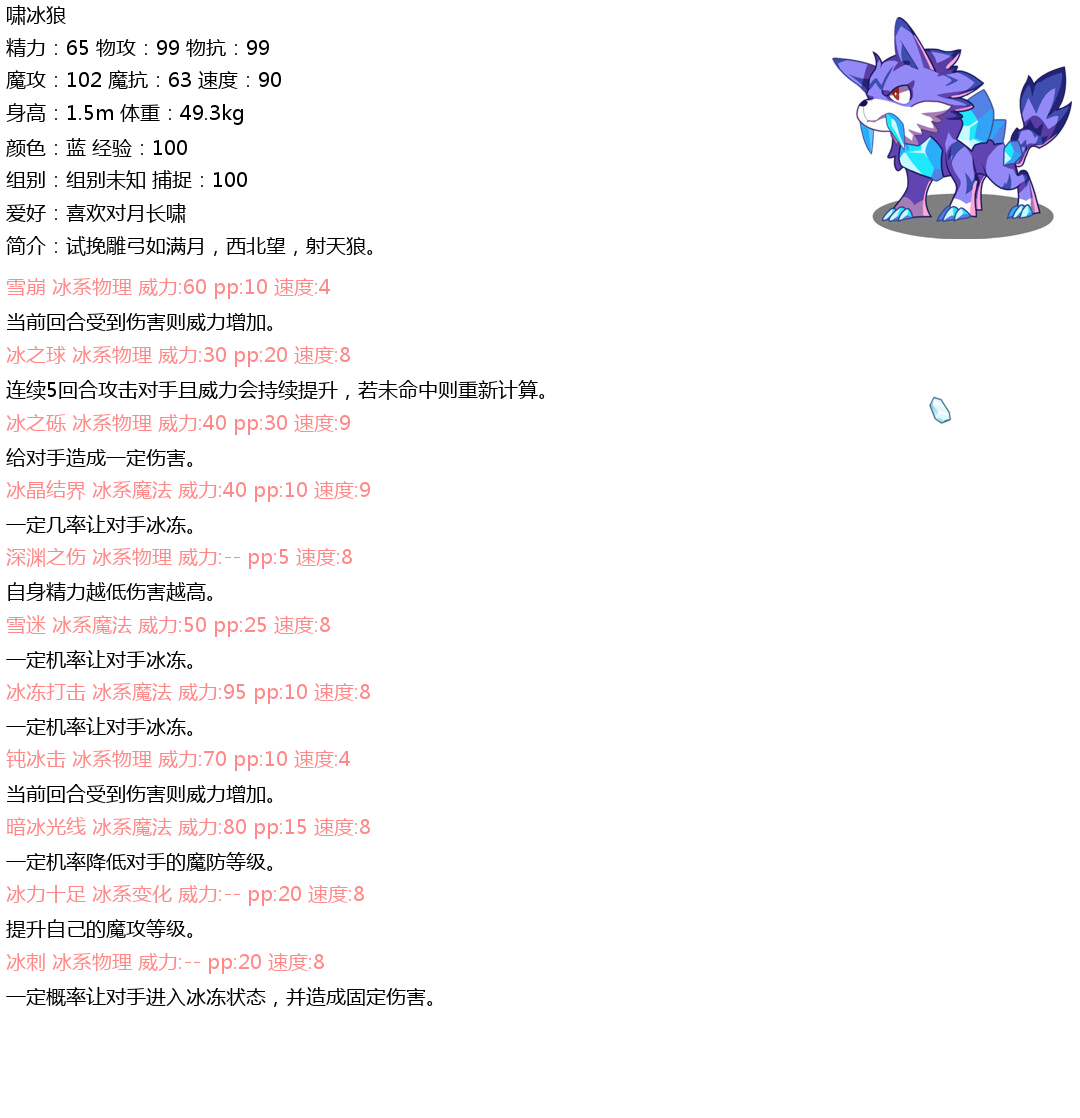 啸冰狼
精力：65 物攻：99 物抗：99
魔攻：102 魔抗：63 速度：90
身高：1.5m 体重：49.3kg
颜色：蓝 经验：100
组别：组别未知 捕捉：100
爱好：喜欢对月长啸
简介：试挽雕弓如满月，西北望，射天狼。
雪崩 冰系物理 威力:60 pp:10 速度:4
当前回合受到伤害则威力增加。
冰之球 冰系物理 威力:30 pp:20 速度:8
连续5回合攻击对手且威力会持续提升，若未命中则重新计算。
冰之砾 冰系物理 威力:40 pp:30 速度:9
给对手造成一定伤害。
冰晶结界 冰系魔法 威力:40 pp:10 速度:9
一定几率让对手冰冻。
深渊之伤 冰系物理 威力:-- pp:5 速度:8
自身精力越低伤害越高。
雪迷 冰系魔法 威力:50 pp:25 速度:8
一定机率让对手冰冻。
冰冻打击 冰系魔法 威力:95 pp:10 速度:8
一定机率让对手冰冻。
钝冰击 冰系物理 威力:70 pp:10 速度:4
当前回合受到伤害则威力增加。
暗冰光线 冰系魔法 威力:80 pp:15 速度:8
一定机率降低对手的魔防等级。
冰力十足 冰系变化 威力:-- pp:20 速度:8
提升自己的魔攻等级。
冰刺 冰系物理 威力:-- pp:20 速度:8
一定概率让对手进入冰冻状态，并造成固定伤害。